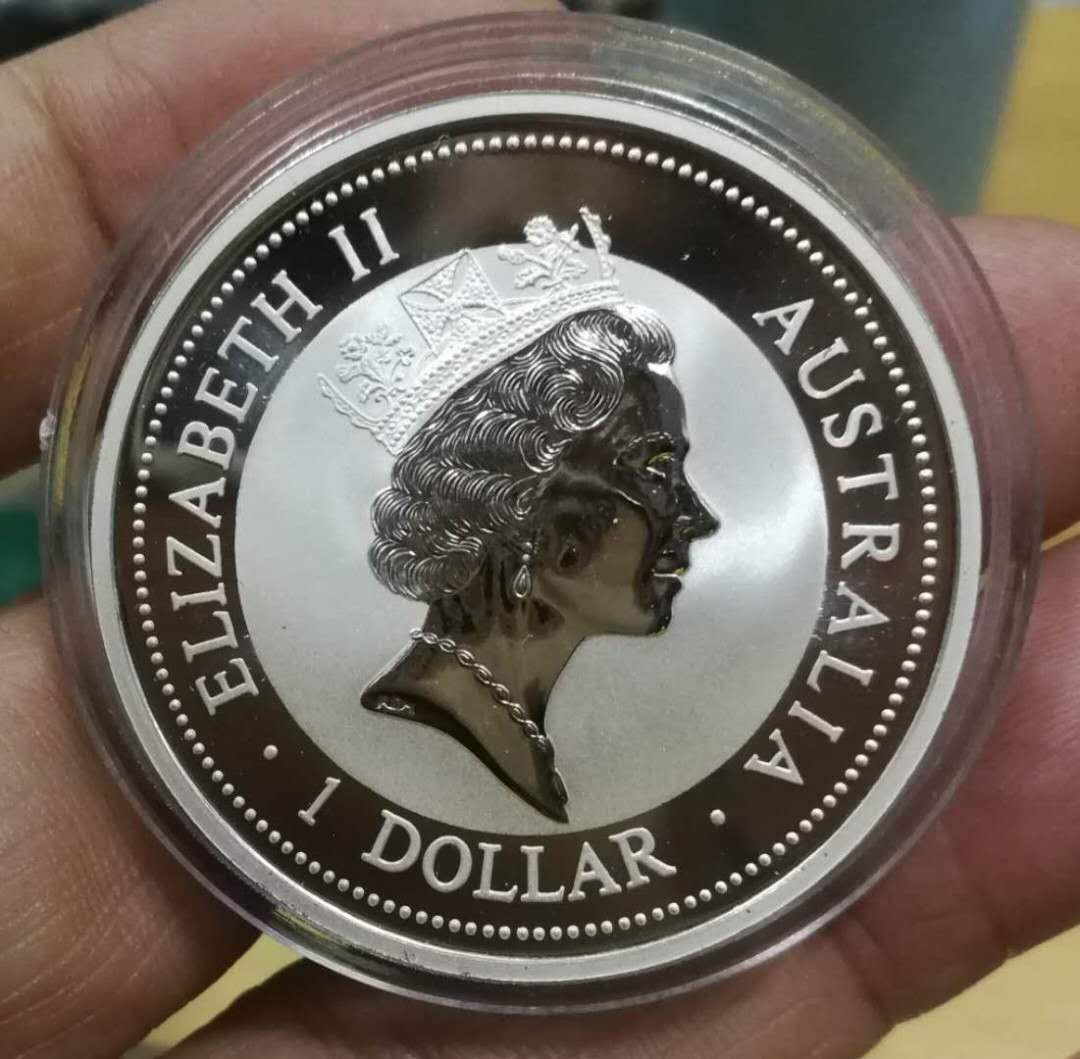 ELIZABETH II
AUSTRALIA
· 1 DOLLAR ·